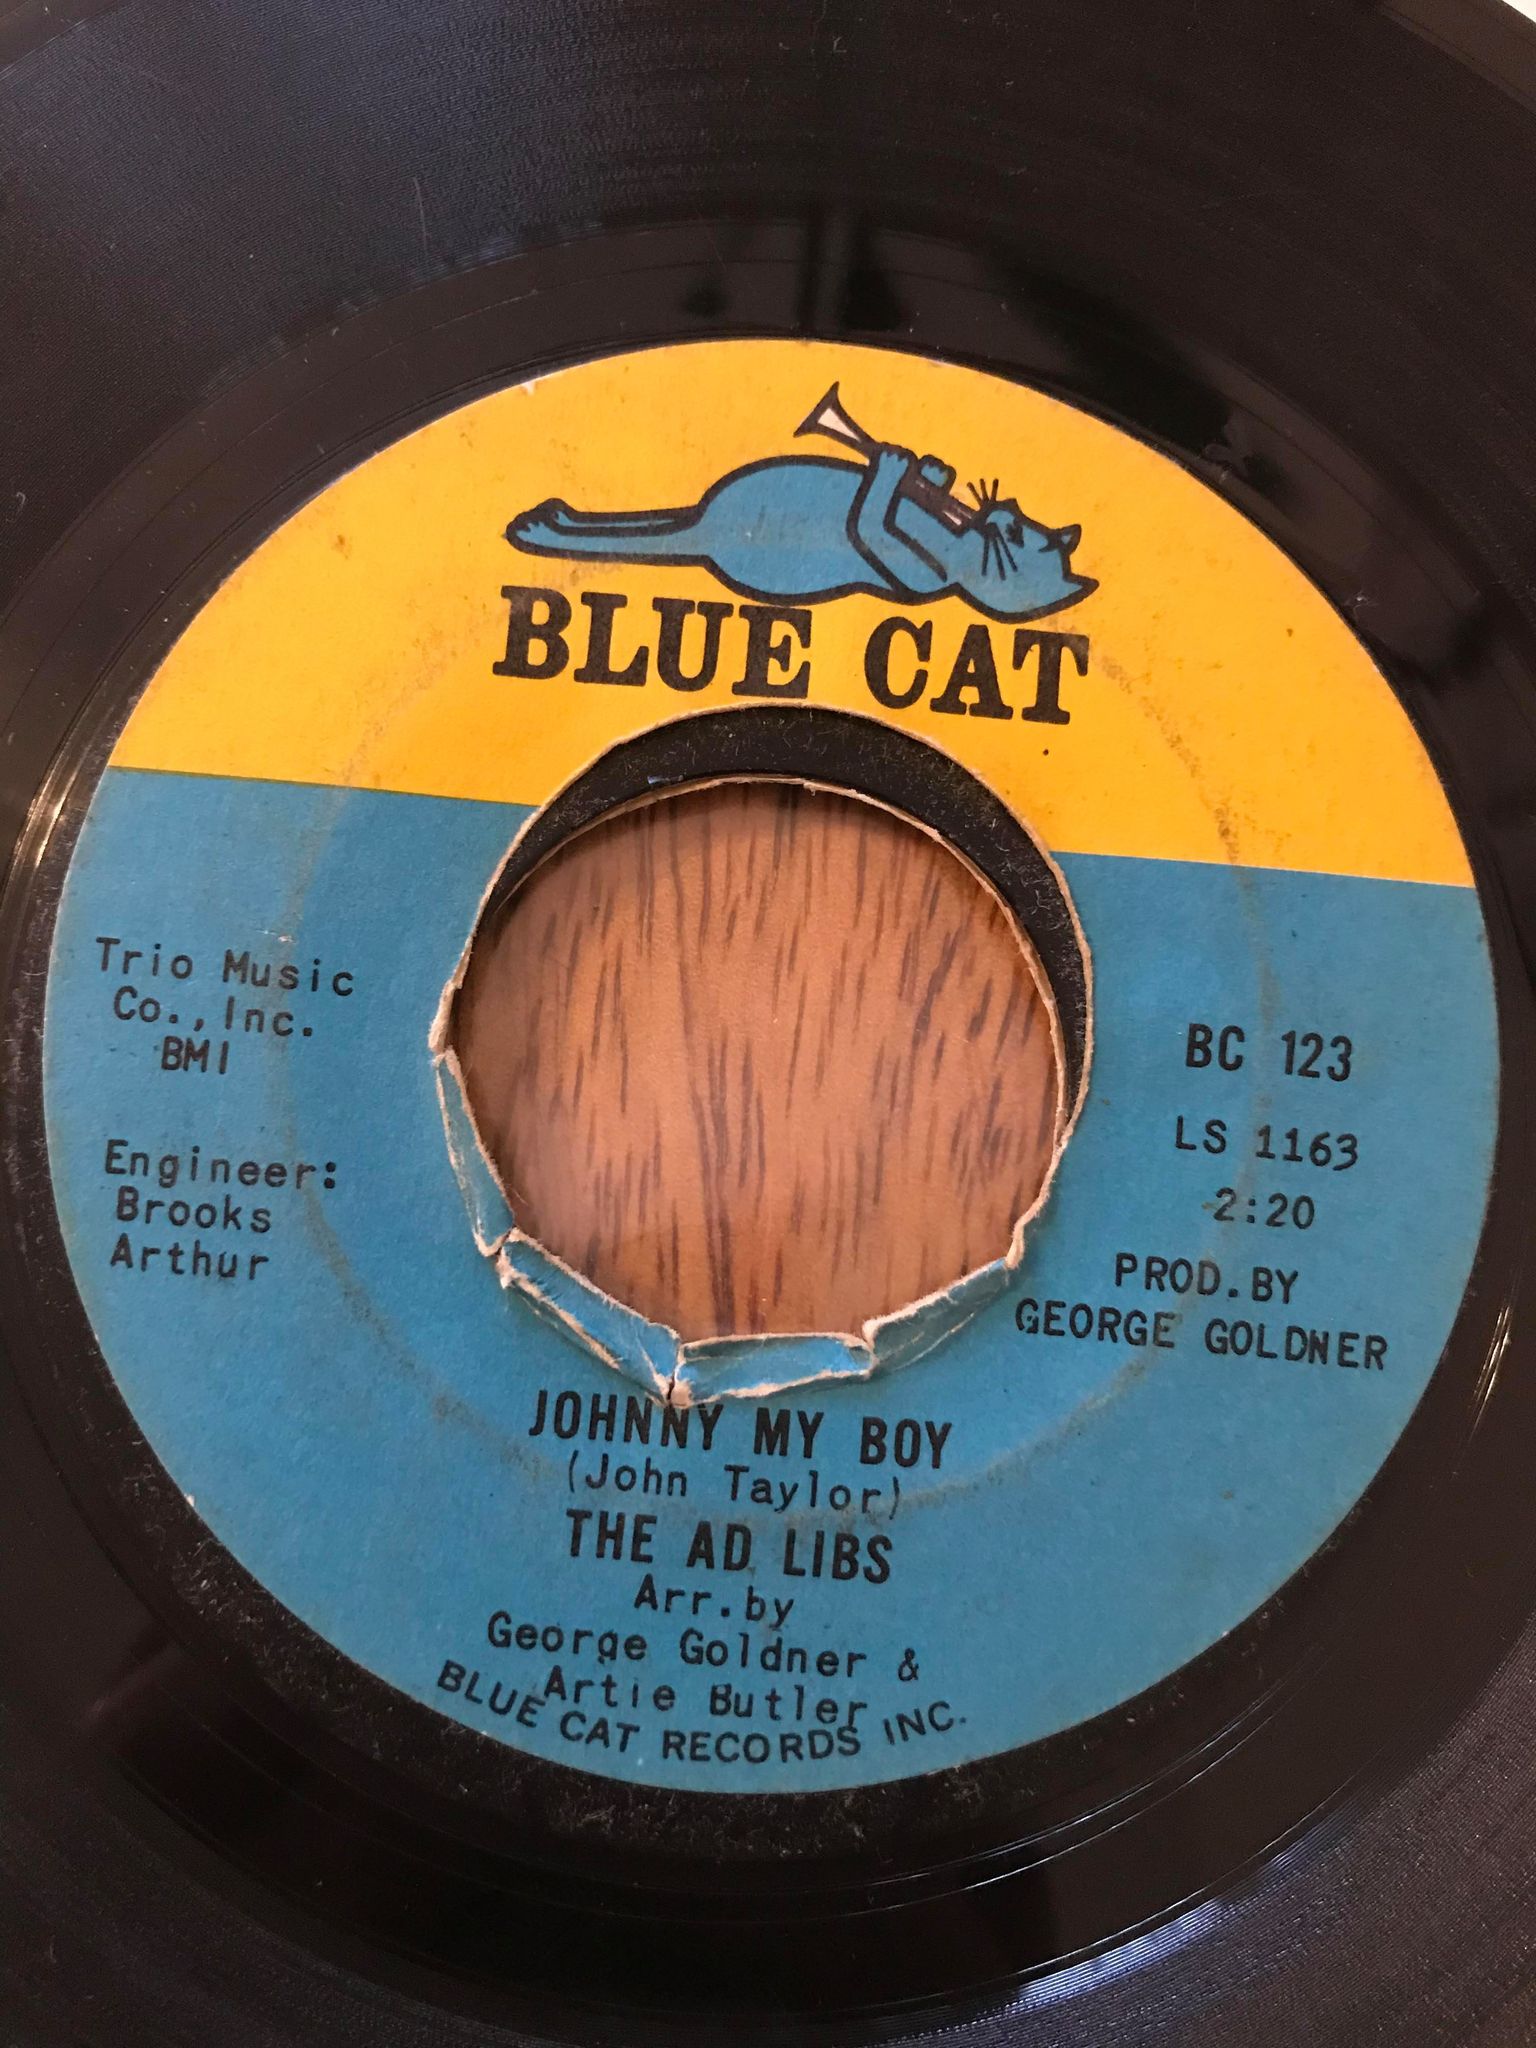 BLUE CAT
Trio Music
Co., Inc.
BMI
Engineer:
Brooks
Arthur
BC 123
LS 1163
2:20
PROD. BY
GEORGE GOLDNER
JOHNNY MY BOY
(John Taylor)
THE AD LIBS
Arr. by
George Goldner &
Artie Butler
BLUE CAT RECORDS INC.